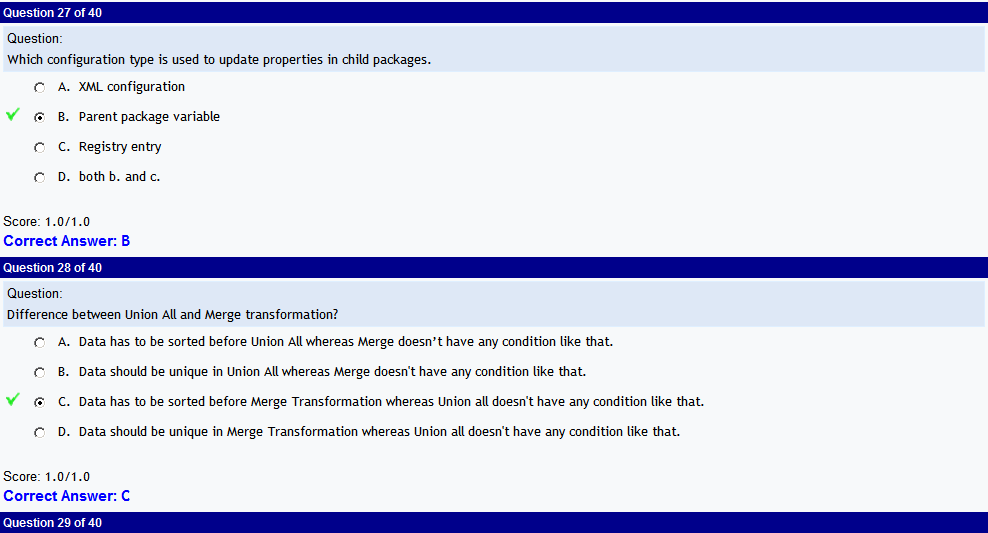 Question 27 of 40
Question:
Which configuration type is used to update properties in child packages.
A. XML configuration
B. Parent package variable
C. Registry entry
D. both b. and c.
Score: 1.0/1.0
Correct Answer: B
Question 28 of 40
Question:
Difference between Union All and Merge transformation?
A. Data has to be sorted before Union All whereas Merge doesn’t have any condition like that.
B. Data should be unique in Union All whereas Merge doesn't have any condition like that.
C. Data has to be sorted before Merge Transformation whereas Union all doesn't have any condition like that.
D. Data should be unique in Merge Transformation whereas Union all doesn't have any condition like that.
Score: 1.0/1.0
Correct Answer: C
Question 29 of 40